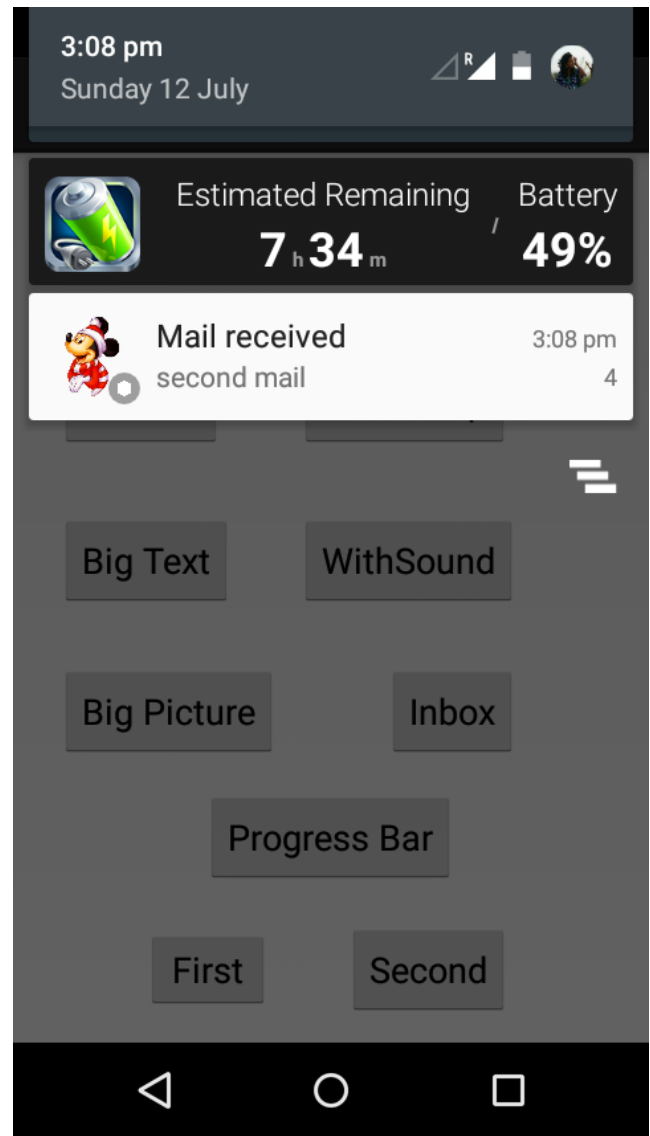 3:08 pm
Sunday 12 July
R
Estimated Remaining / Battery
7 h 34 m 49%
Mail received 3:08 pm
second mail 4
Big Text WithSound
Big Picture Inbox
Progress Bar
First Second